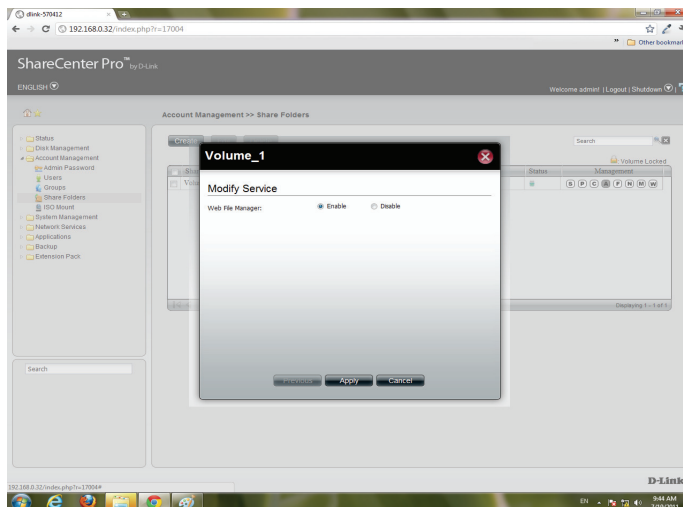 dlink-570412
192.168.0.32/index.php?r=17004
Other bookmark
ShareCenter Pro™ by D-Link
ENGLISH
Welcome admin! | Logout | Shutdown
Account Management >> Share Folders
Status
Disk Management
Account Management
Admin Password
Users
Groups
Share Folders
ISO Mount
System Management
Network Services
Applications
Backup
Extension Pack
Search
Create
Search
Volume Locked
Status Management
S P C A F N M W
Displaying 1 - 1 of 1
Volume_1
Modify Service
Web File Manager: Enable Disable
Previous Apply Cancel
D-Link
192.168.0.32/index.php?r=17004#
EN 9:44 AM